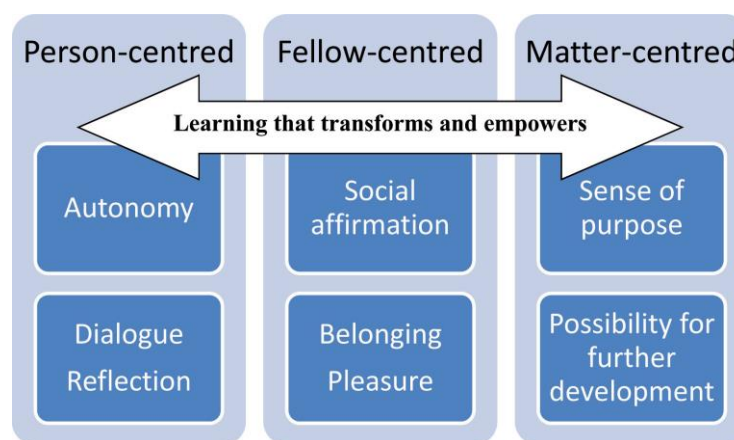 Person-centred
Fellow-centred
Matter-centred
Learning that transforms and empowers
Autonomy
Social
affirmation
Sense of
purpose
Dialogue
Reflection
Belonging
Pleasure
Possibility for
further
development